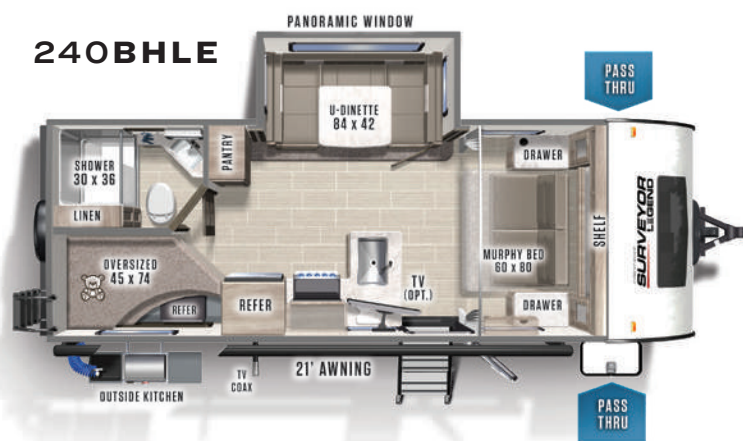 PANORAMIC WINDOW
240BHLE
PASS
THRU
U-DINETTE
84 x 42
PANTRY
SHOWER
30 x 36
LINEN
DRAWER
SHELF
SURVEYOR
LEGEND
MURPHY BED
60 x 80
OVERSIZED
45 x 74
REFER
REFER
TV
(OPT.)
DRAWER
21' AWNING
TV
COAX
OUTSIDE KITCHEN
PASS
THRU